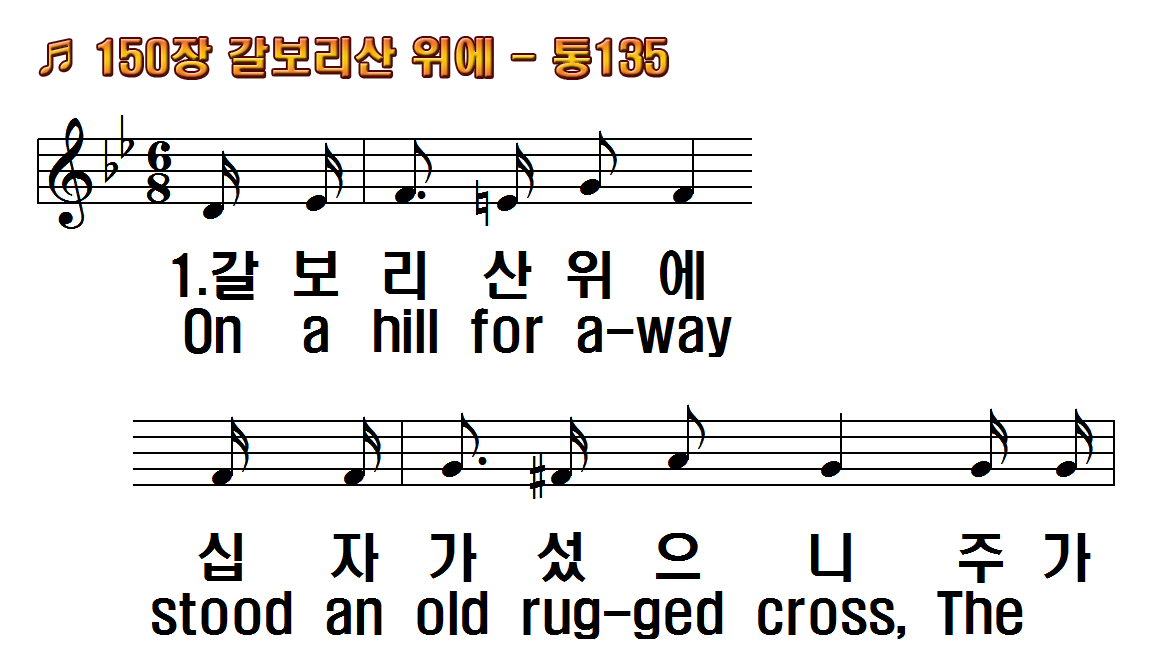 ♬ 150장 갈보리산 위에 - 통135
6
8
1.갈 보 리 산 위 에
On a hill for a-way
십 자 가 섰 으 니 주 가
stood an old rug-ged cross, The